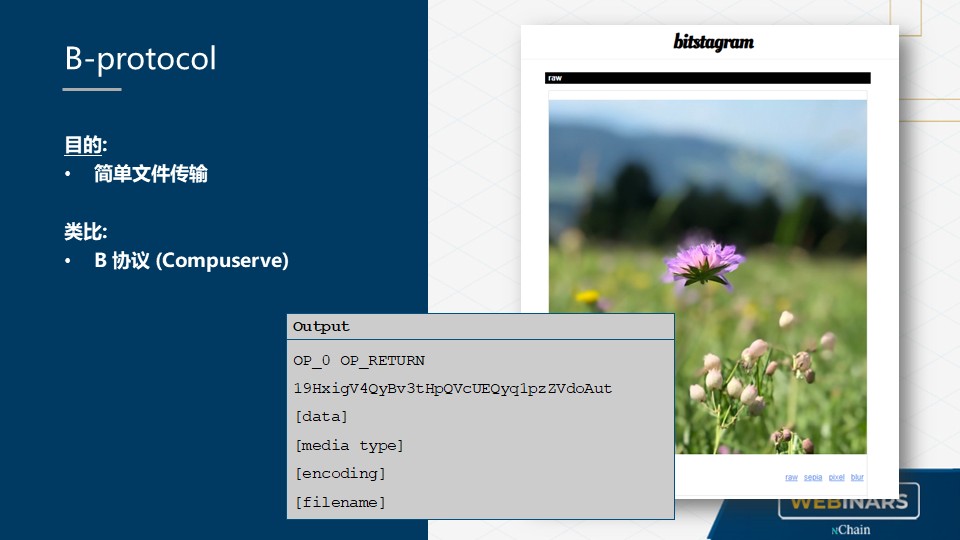 B-protocol
目的:
• 简单文件传输
类比:
• B 协议 (Compuserve)
bitstagram
raw
Output
OP_0 OP_RETURN
19HxigV4QyBv3tHpQVcUEQyq1pzZVdoAut
[data]
[media type]
[encoding]
[filename]
raw sepia pixel blur
WEBINARS
nChain